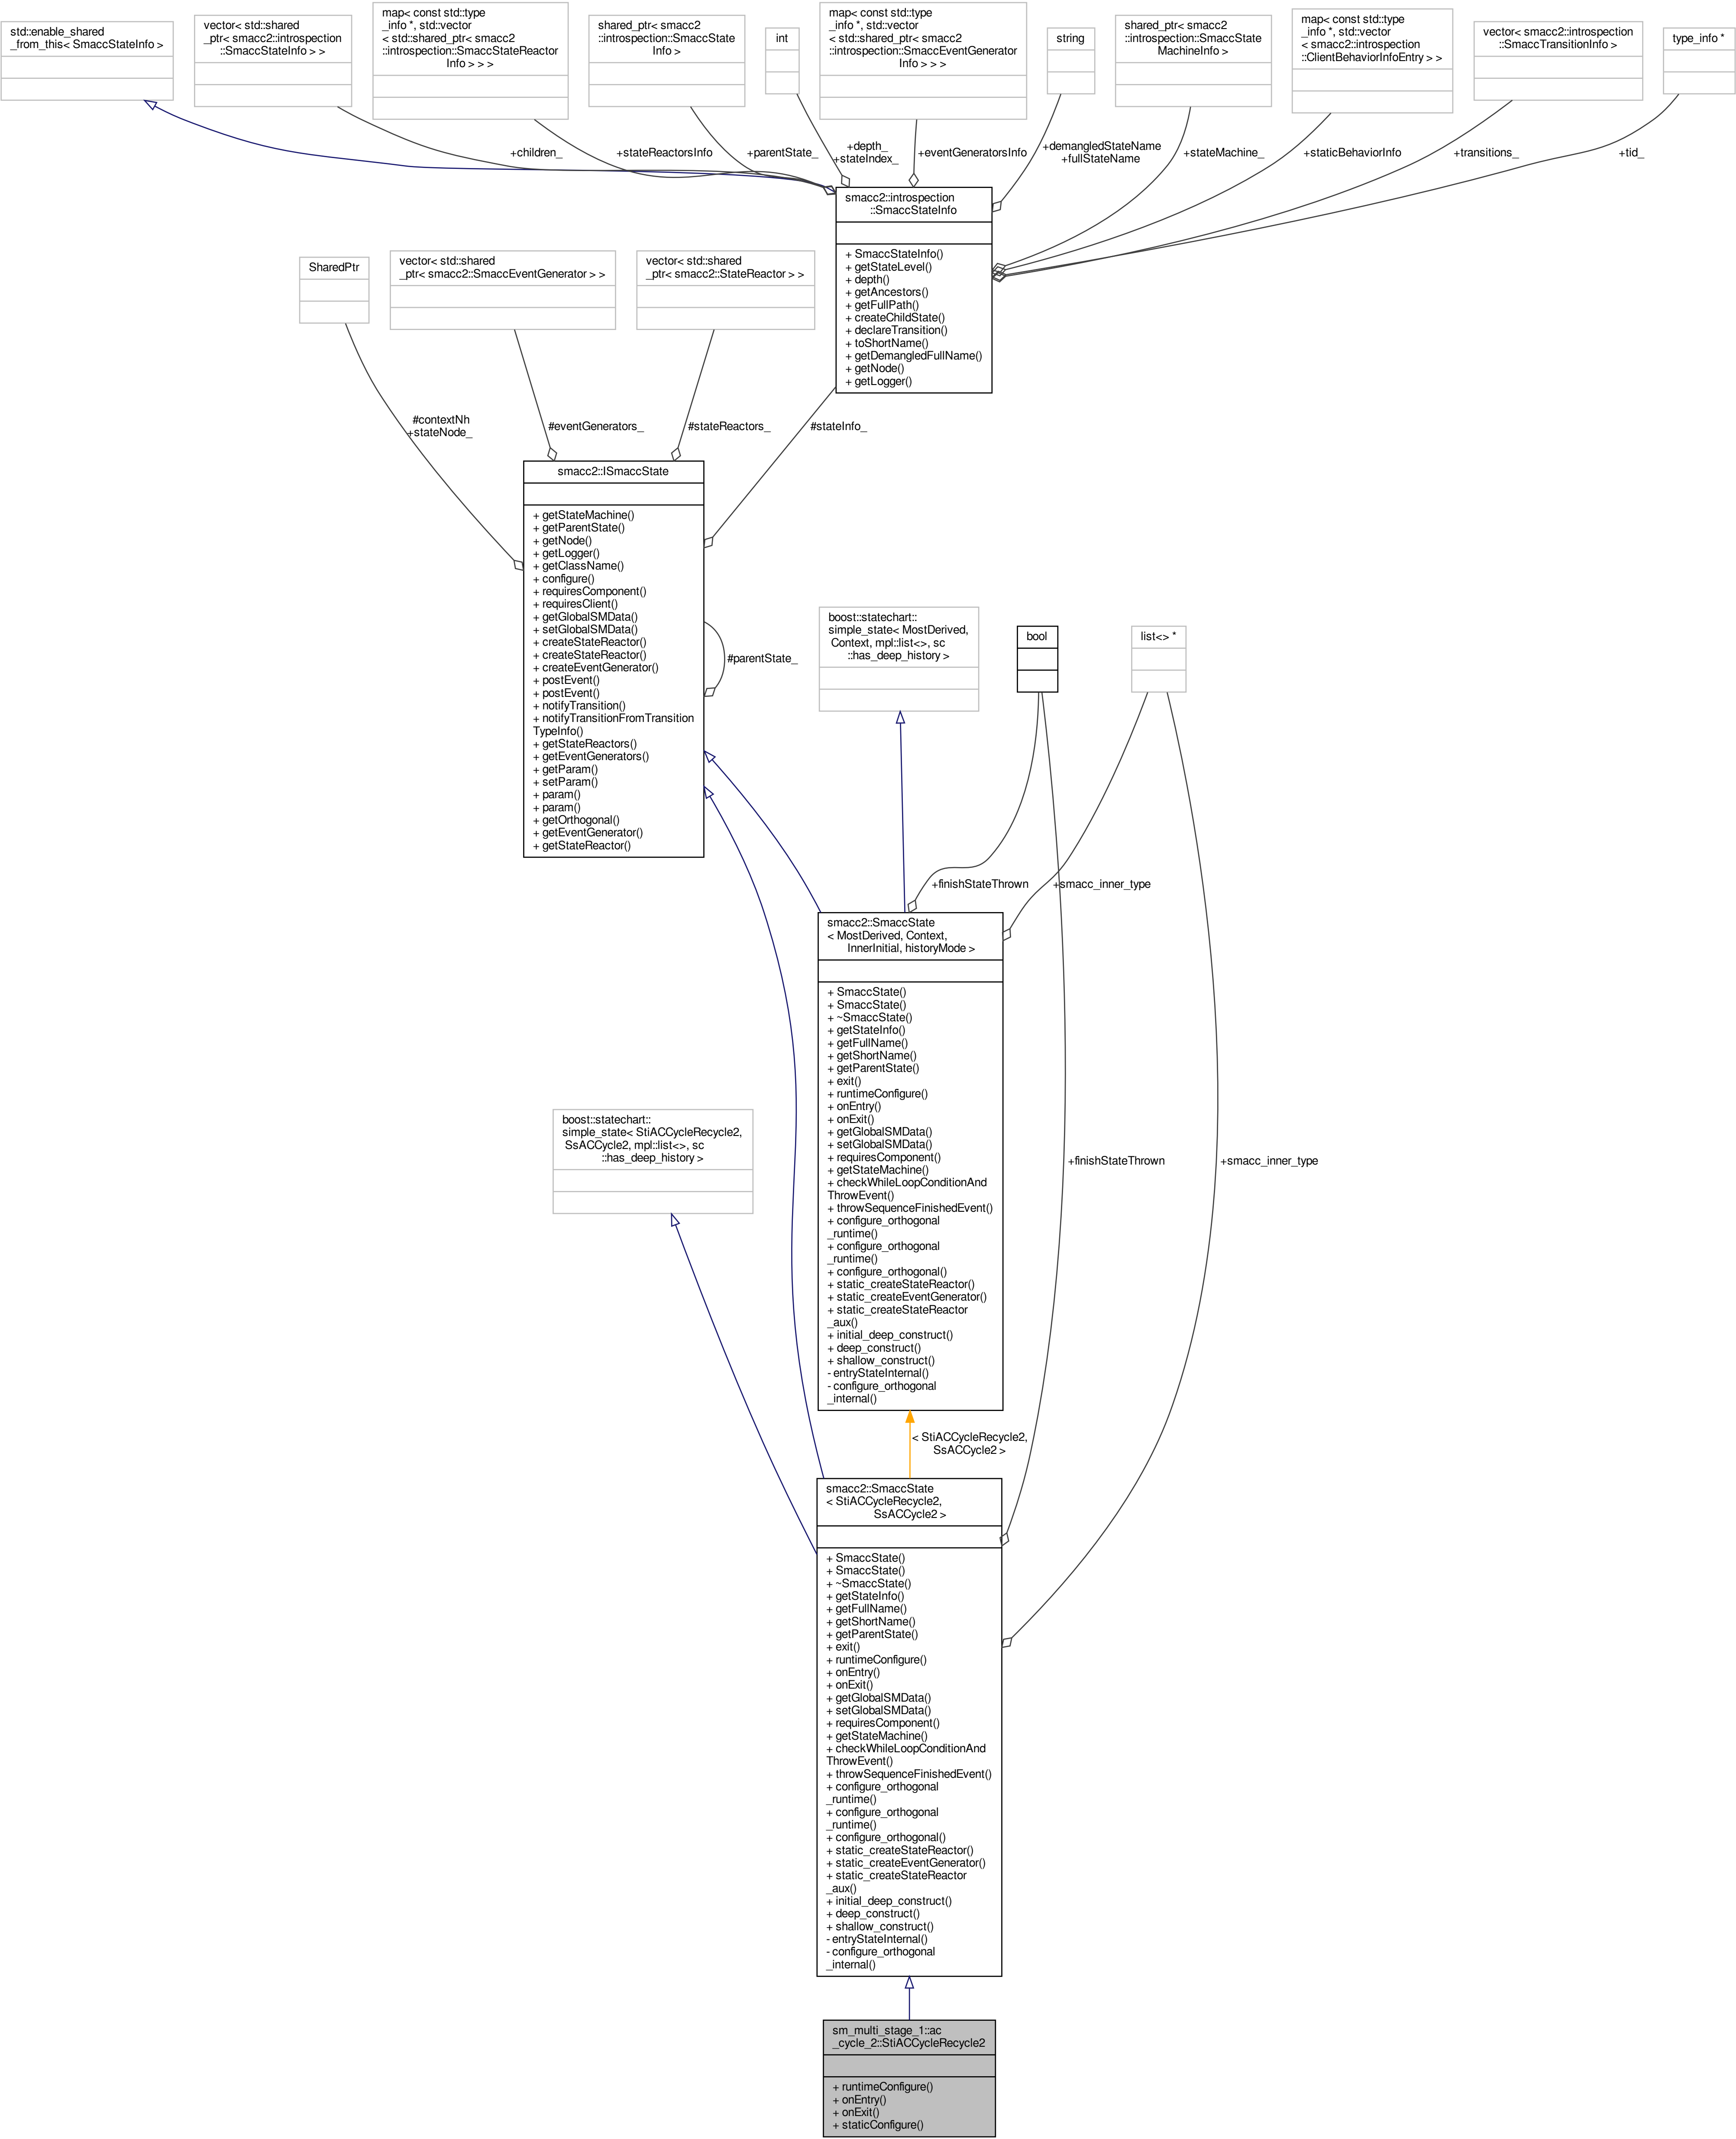 std::enable_shared
_from_this< SmaccStateInfo >
vector< std::shared
_ptr< smacc2::introspection
::SmaccStateInfo > >
map< const std::type
_info *, std::vector
< std::shared_ptr< smacc2
::introspection::SmaccStateReactor
Info > > >
shared_ptr< smacc2
::introspection::SmaccState
Info >
int
map< const std::type
_info *, std::vector
< std::shared_ptr< smacc2
::introspection::SmaccEventGenerator
Info > > >
string
shared_ptr< smacc2
::introspection::SmaccState
MachineInfo >
map< const std::type
_info *, std::vector
< smacc2::introspection
::ClientBehaviorInfoEntry > >
vector< smacc2::introspection
::SmaccTransitionInfo >
type_info *
+children_
+stateReactorsInfo
+parentState_
+depth_
+stateIndex_
+eventGeneratorsInfo
+demangledStateName
+fullStateName
+stateMachine_
+staticBehaviorInfo
+transitions_
+tid_
smacc2::introspection
::SmaccStateInfo
+ SmaccStateInfo()
+ getStateLevel()
+ depth()
+ getAncestors()
+ getFullPath()
+ createChildState()
+ declareTransition()
+ toShortName()
+ getDemangledFullName()
+ getNode()
+ getLogger()
SharedPtr
vector< std::shared
_ptr< smacc2::SmaccEventGenerator > >
vector< std::shared
_ptr< smacc2::StateReactor > >
#contextNh
+stateNode_
#eventGenerators_
#stateReactors_
#stateInfo_
smacc2::ISmaccState
+ getStateMachine()
+ getParentState()
+ getNode()
+ getLogger()
+ getClassName()
+ configure()
+ requiresComponent()
+ requiresClient()
+ getGlobalSMData()
+ setGlobalSMData()
+ createStateReactor()
+ createStateReactor()
+ createEventGenerator()
+ postEvent()
+ postEvent()
+ notifyTransition()
+ notifyTransitionFromTransition
TypeInfo()
+ getStateReactors()
+ getEventGenerators()
+ getParam()
+ setParam()
+ param()
+ param()
+ getOrthogonal()
+ getEventGenerator()
+ getStateReactor()
#parentState_
boost::statechart::
simple_state< MostDerived,
Context, mpl::list<>, sc
::has_deep_history >
bool
list<> *
+finishStateThrown
+smacc_inner_type
smacc2::SmaccState
< MostDerived, Context,
InnerInitial, historyMode >
+ SmaccState()
+ SmaccState()
+ ~SmaccState()
+ getStateInfo()
+ getFullName()
+ getShortName()
+ getParentState()
+ exit()
+ runtimeConfigure()
+ onEntry()
+ onExit()
+ getGlobalSMData()
+ setGlobalSMData()
+ requiresComponent()
+ getStateMachine()
+ checkWhileLoopConditionAnd
ThrowEvent()
+ throwSequenceFinishedEvent()
+ configure_orthogonal
_runtime()
+ configure_orthogonal
_runtime()
+ configure_orthogonal()
+ static_createStateReactor()
+ static_createEventGenerator()
+ static_createStateReactor
_aux()
+ initial_deep_construct()
+ deep_construct()
+ shallow_construct()
- entryStateInternal()
- configure_orthogonal
_internal()
boost::statechart::
simple_state< StiACCycleRecycle2,
SsACCycle2, mpl::list<>, sc
::has_deep_history >
+finishStateThrown
+smacc_inner_type
< StiACCycleRecycle2,
SsACCycle2 >
smacc2::SmaccState
< StiACCycleRecycle2,
SsACCycle2 >
+ SmaccState()
+ SmaccState()
+ ~SmaccState()
+ getStateInfo()
+ getFullName()
+ getShortName()
+ getParentState()
+ exit()
+ runtimeConfigure()
+ onEntry()
+ onExit()
+ getGlobalSMData()
+ setGlobalSMData()
+ requiresComponent()
+ getStateMachine()
+ checkWhileLoopConditionAnd
ThrowEvent()
+ throwSequenceFinishedEvent()
+ configure_orthogonal
_runtime()
+ configure_orthogonal
_runtime()
+ configure_orthogonal()
+ static_createStateReactor()
+ static_createEventGenerator()
+ static_createStateReactor
_aux()
+ initial_deep_construct()
+ deep_construct()
+ shallow_construct()
- entryStateInternal()
- configure_orthogonal
_internal()
sm_multi_stage_1::ac
_cycle_2::StiACCycleRecycle2
+ runtimeConfigure()
+ onEntry()
+ onExit()
+ staticConfigure()